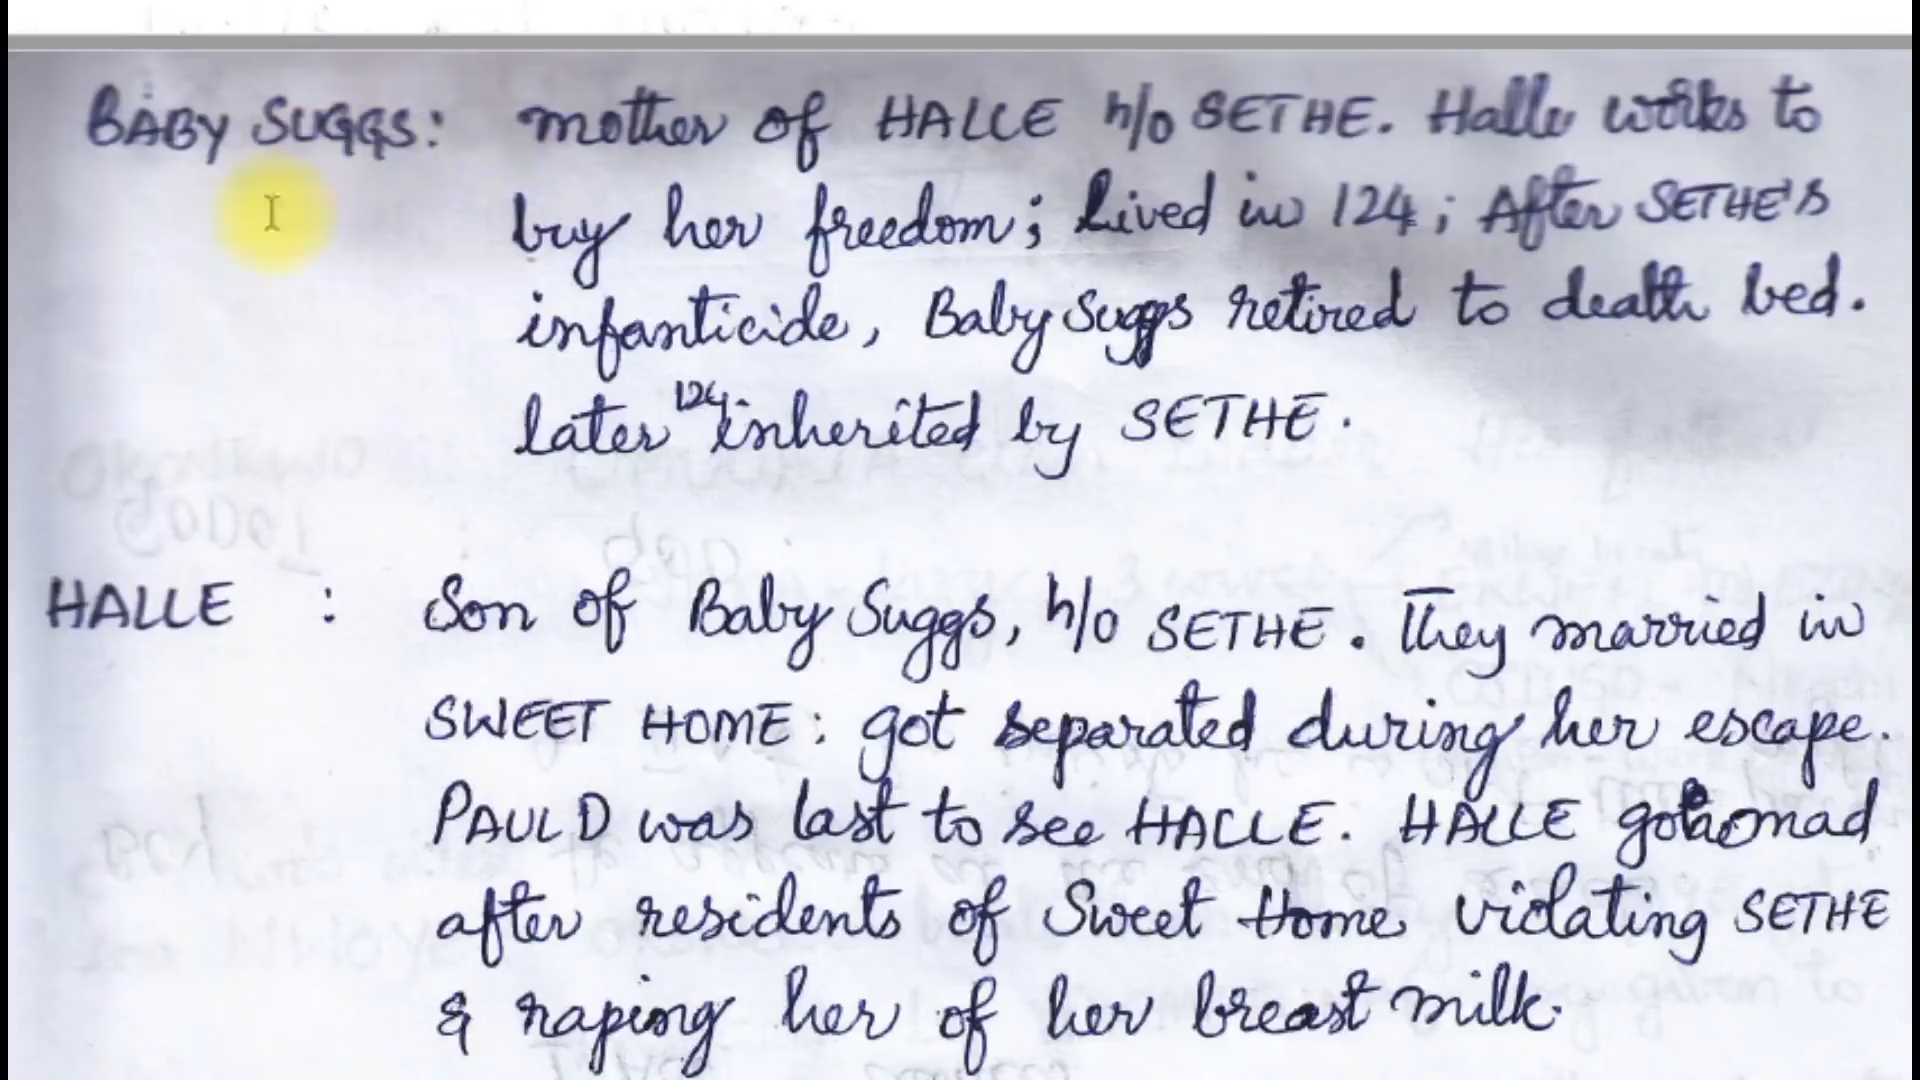 BABY SUGGS: mother of HALLE h/o SETHE. Halle works to
buy her freedom; Lived in 124; After SETHE'S
infanticide, Baby Suggs retired to death bed.
later 124 inherited by SETHE.
HALLE : Son of Baby Suggs, h/o SETHE. They married in
SWEET HOME: got separated during her escape.
PAUL D was last to see HALLE. HALLE mad
after residents of Sweet Home violating SETHE
& raping her of her breast milk.